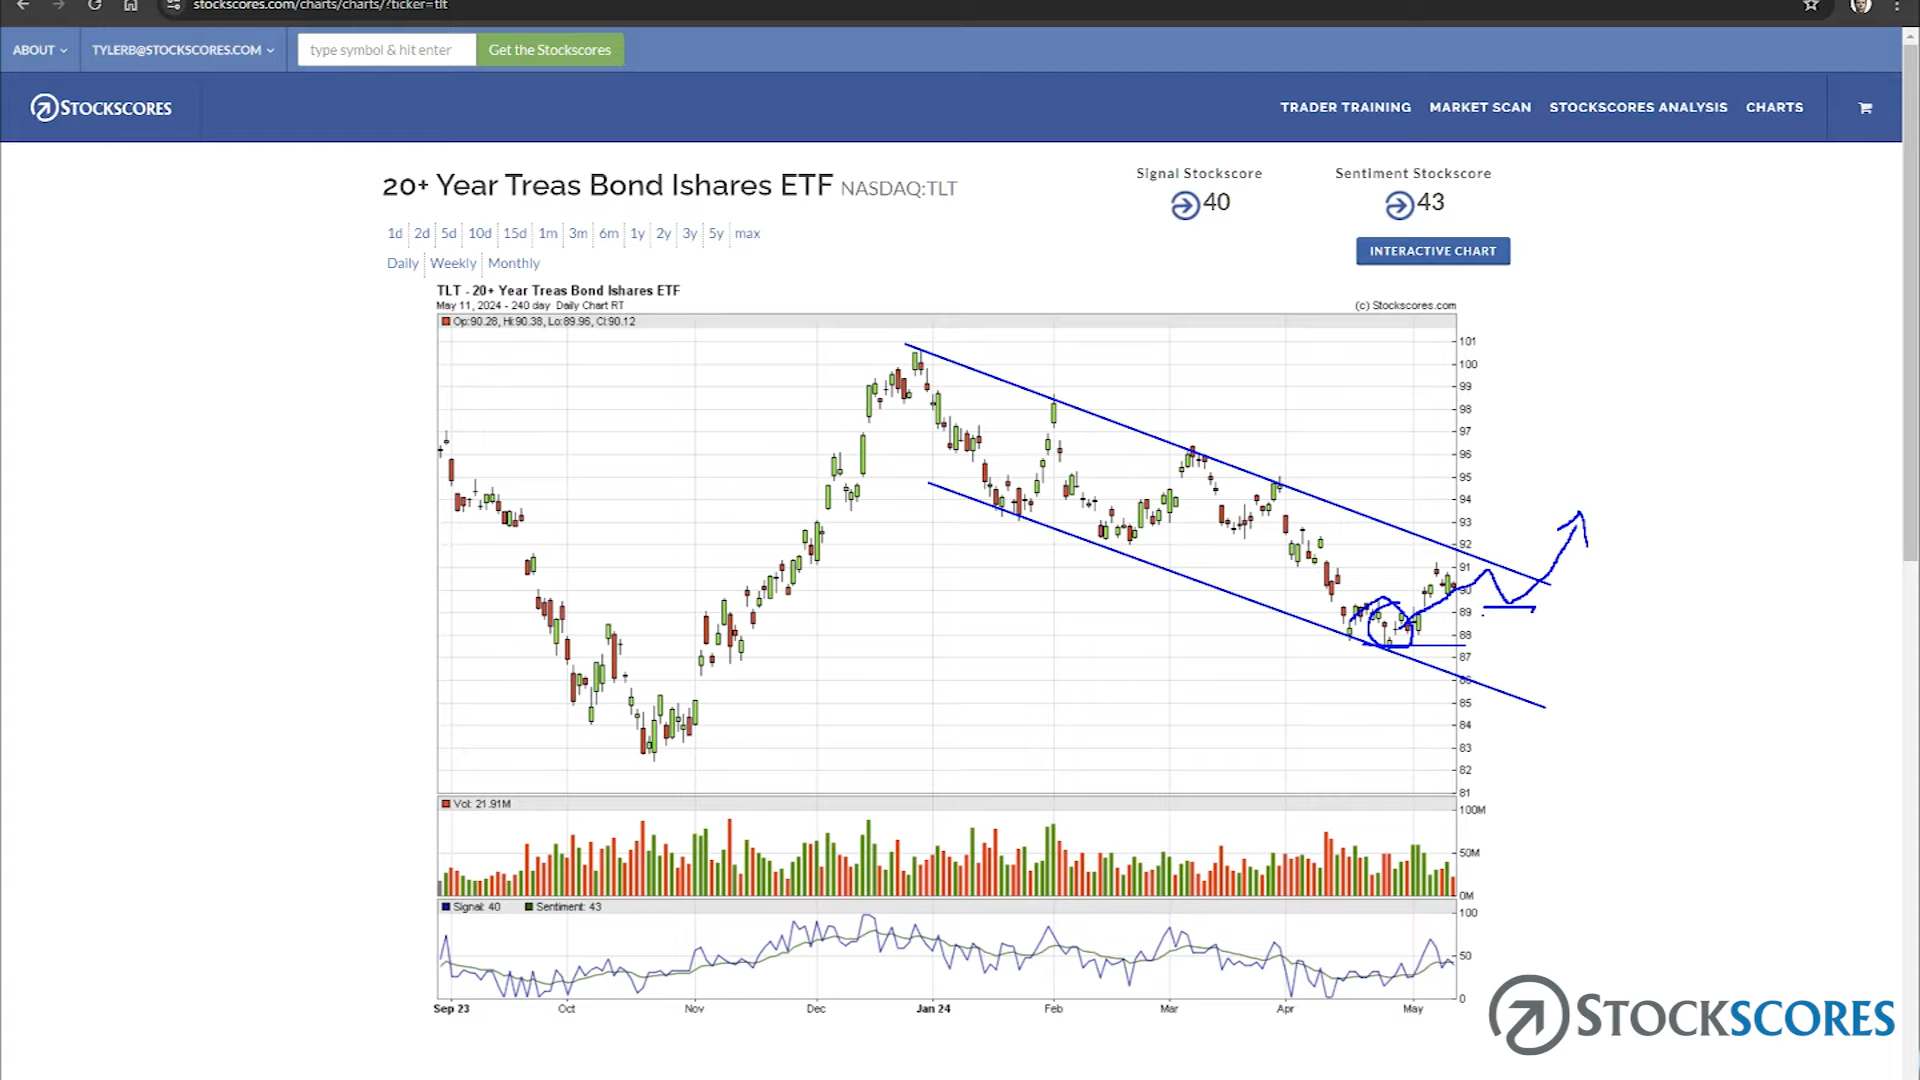 stockscores.com/charts/charts/?ticker=tlt
ABOUT TYLERB@STOCKSCORES.COM type symbol & hit enter Get the Stockscores
STOCKSCORES TRADER TRAINING MARKET SCAN STOCKSCORES ANALYSIS CHARTS
20+ Year Treas Bond Ishares ETF NASDAQ:TLT
Signal Stockscore
40
Sentiment Stockscore
43
1d 2d 5d 10d 15d 1m 3m 6m 1y 2y 3y 5y max
INTERACTIVE CHART
Daily Weekly Monthly
TLT - 20+ Year Treas Bond Ishares ETF
May 11, 2024 - 240 day Daily Chart RT (c) Stockscores.com
Op:90.28, Hi:90.38, Lo:89.96, Cl:90.12
101
100
99
98
97
96
95
94
93
92
91
90
89
88
87
86
85
84
83
82
81
Vol: 21.91M
100M
50M
0M
Signal: 40 Sentiment: 43
100
50
0
Sep 23 Oct Nov Dec Jan 24 Feb Mar Apr May
STOCKSCORES